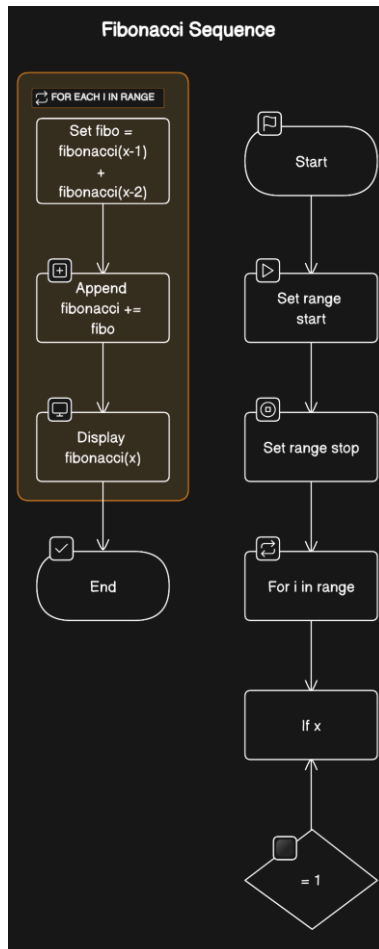 Fibonacci Sequence
FOR EACH I IN RANGE
Set fibo =
fibonacci(x-1)
+
fibonacci(x-2)
Append
fibonacci +=
fibo
Display
fibonacci(x)
End
Start
Set range
start
Set range stop
For i in range
If x
= 1